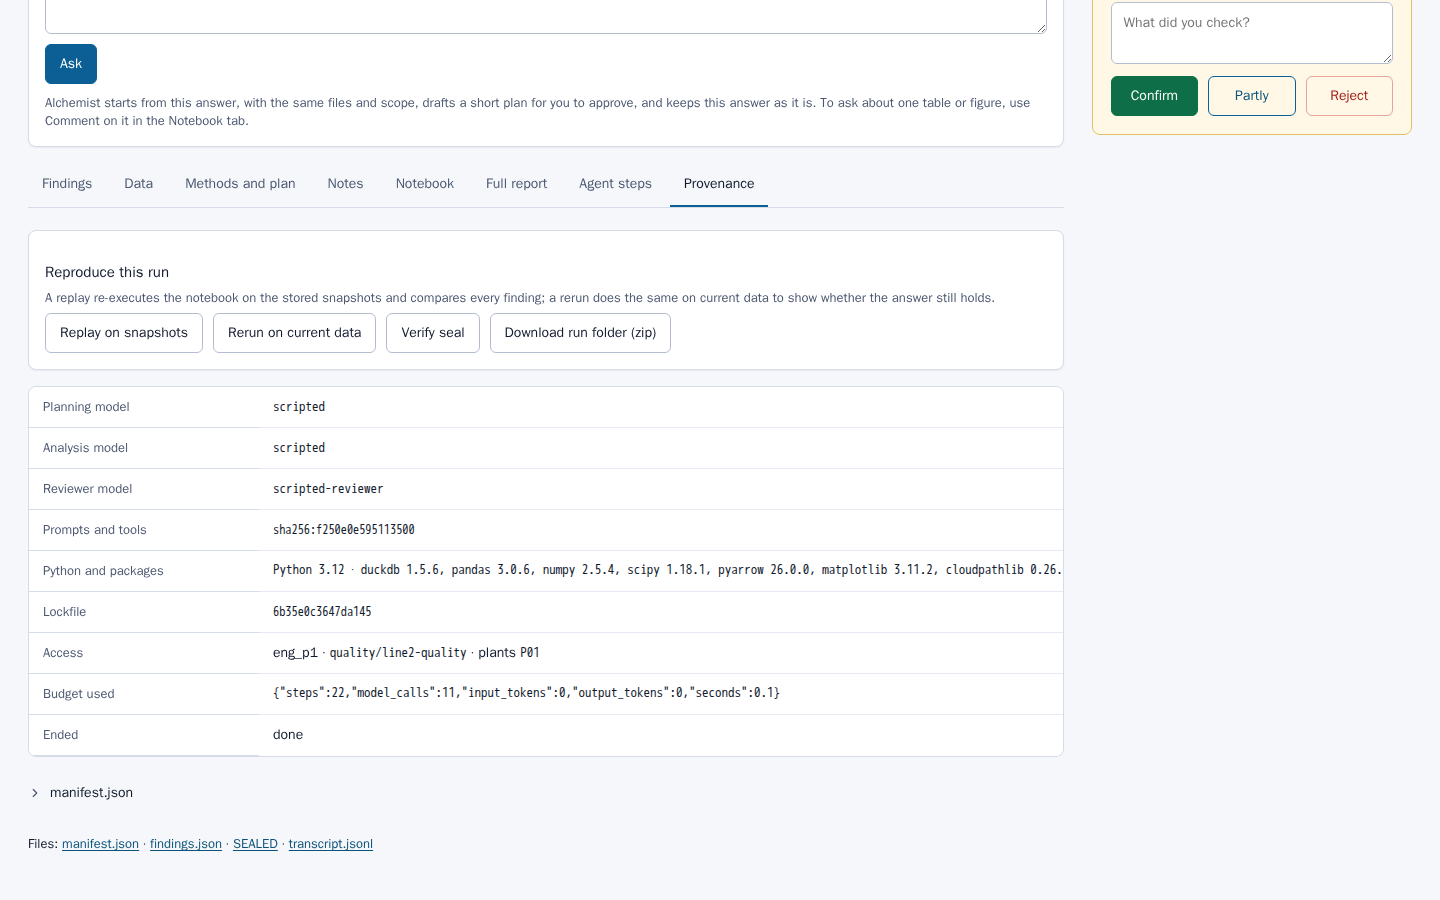 What did you check?
Ask
Confirm
Partly
Reject
Alchemist starts from this answer, with the same files and scope, drafts a short plan for you to approve, and keeps this answer as it is. To ask about one table or figure, use
Comment on it in the Notebook tab.
Findings
Data
Methods and plan
Notes
Notebook
Full report
Agent steps
Provenance
Reproduce this run
A replay re-executes the notebook on the stored snapshots and compares every finding; a rerun does the same on current data to show whether the answer still holds.
Replay on snapshots
Rerun on current data
Verify seal
Download run folder (zip)
Planning model scripted
Analysis model scripted
Reviewer model scripted-reviewer
Prompts and tools sha256:f250e0e595113500
Python and packages Python 3.12 · duckdb 1.5.6, pandas 3.0.6, numpy 2.5.4, scipy 1.18.1, pyarrow 26.0.0, matplotlib 3.11.2, cloudpathlib 0.26.
Lockfile 6b35e0c3647da145
Access eng_p1 · quality/line2-quality · plants P01
Budget used {"steps":22,"model_calls":11,"input_tokens":0,"output_tokens":0,"seconds":0.1}
Ended done
manifest.json
Files: manifest.json · findings.json · SEALED · transcript.jsonl